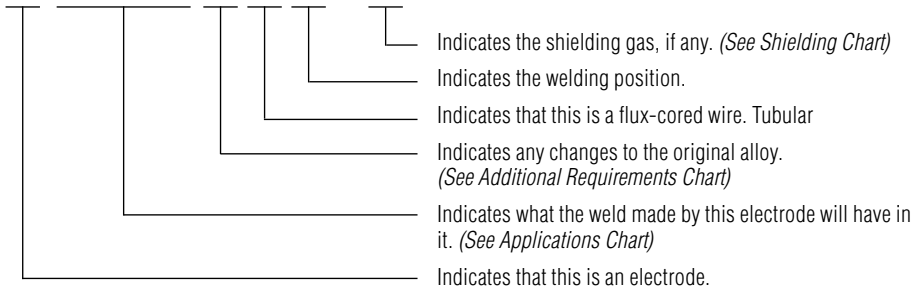 Indicates the shielding gas, if any. (See Shielding Chart)
Indicates the welding position.
Indicates that this is a flux-cored wire. Tubular
Indicates any changes to the original alloy.
(See Additional Requirements Chart)
Indicates what the weld made by this electrode will have in
it. (See Applications Chart)
Indicates that this is an electrode.